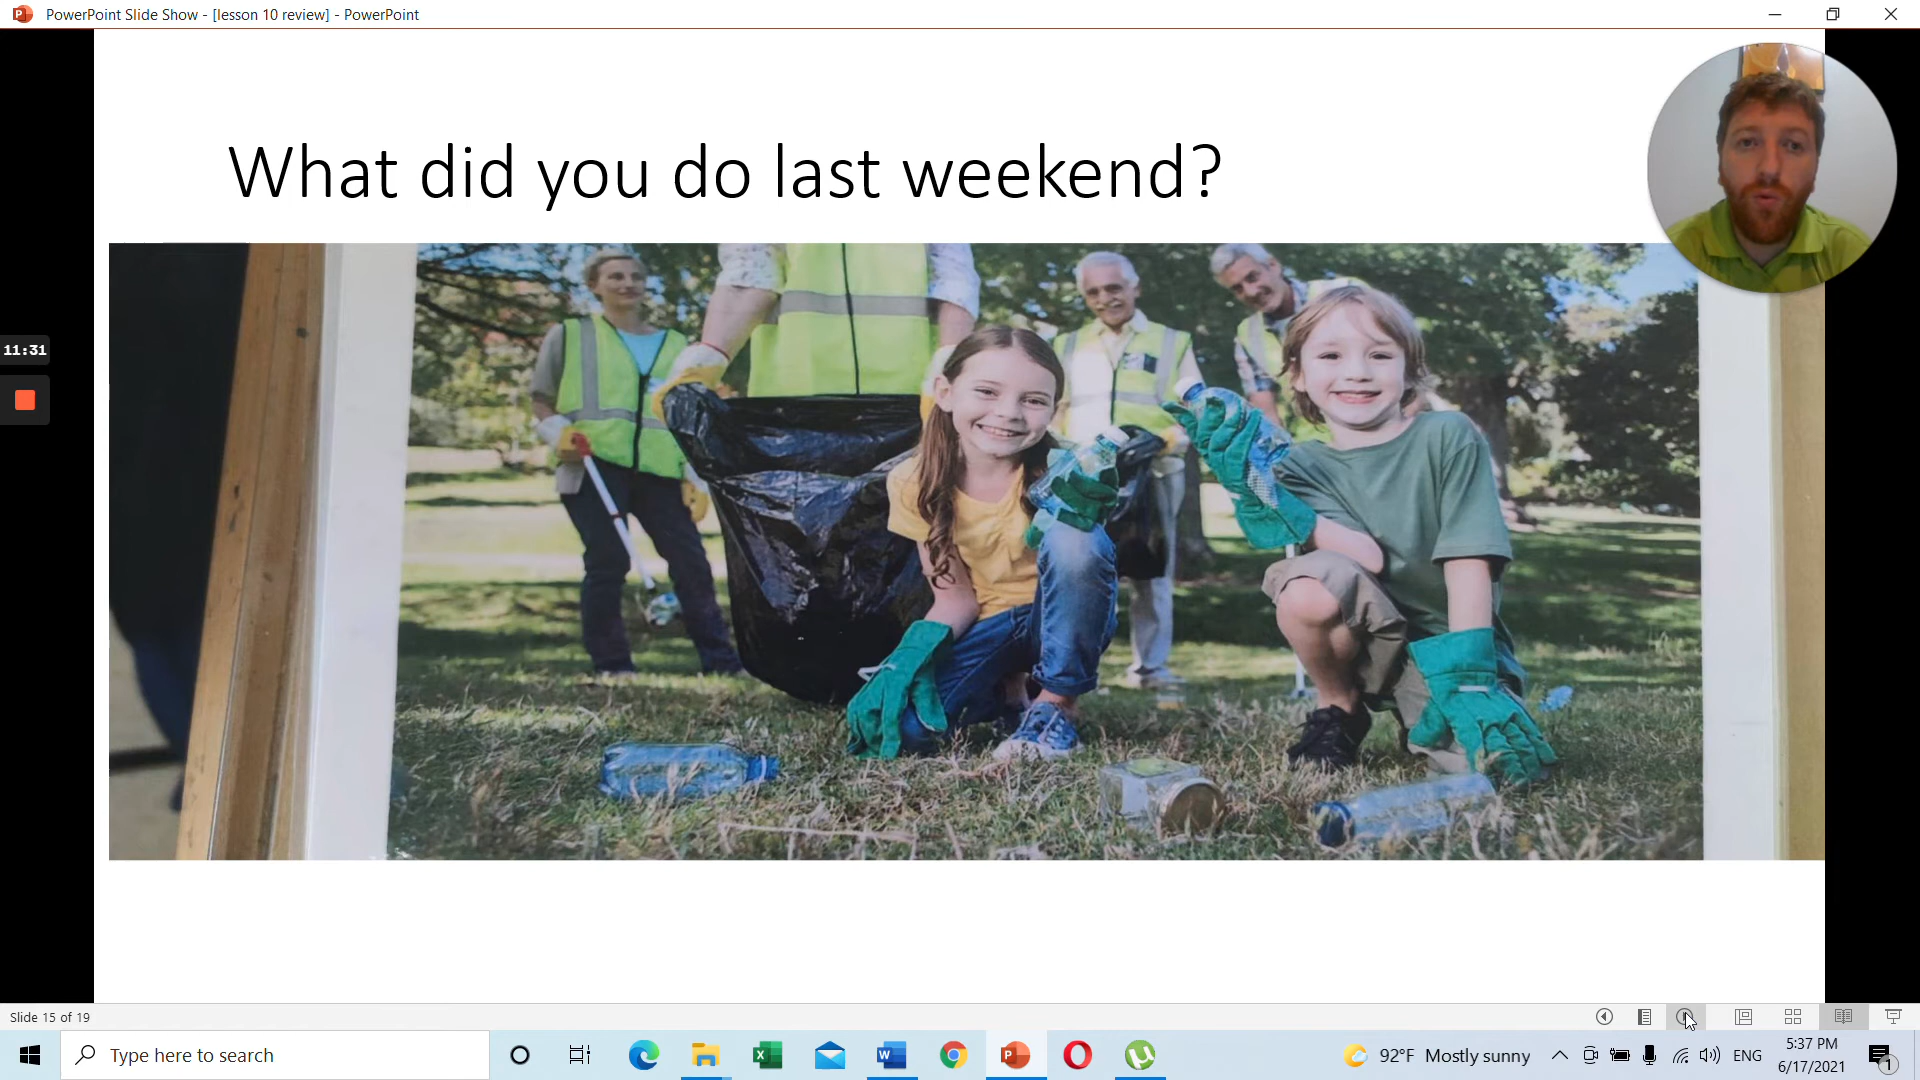 PowerPoint Slide Show - [lesson 10 review] - PowerPoint
What did you do last weekend?
11:31
Slide 15 of 19
Type here to search
92°F Mostly sunny
ENG
5:37 PM
6/17/2021
1